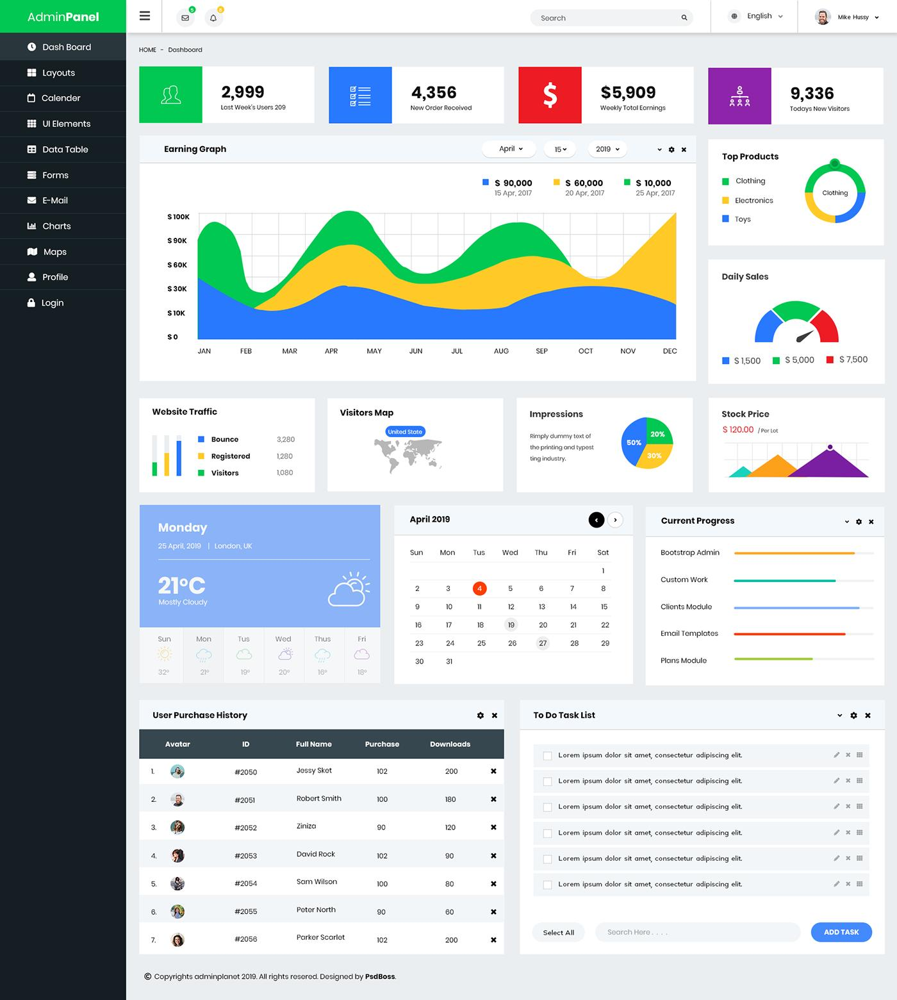 AdminPanel
5
6
Search
English
Mike Hussy
Dash Board
Layouts
Calender
UI Elements
Data Table
Forms
E-Mail
Charts
Maps
Profile
Login
HOME - Dashboard
2,999
Last Week's Users 209
4,356
New Order Received
$5,909
Weekly Total Earnings
9,336
Todays New Visitors
Earning Graph
April
15
2019
$ 90,000
15 Apr, 2017
$ 60,000
20 Apr, 2017
$ 10,000
25 Apr, 2017
$ 100K
$ 90K
$ 60K
$ 30K
$ 10K
$ 0
JAN FEB MAR APR MAY JUN JUL AUG SEP OCT NOV DEC
Top Products
Clothing
Electronics
Toys
Clothing
Daily Sales
$ 1,500 $ 5,000 $ 7,500
Website Traffic
Bounce 3,280
Registered 1,280
Visitors 1,080
Visitors Map
United State
Impressions
Rimply dummy text of
the printing and typest
ting industry.
50%
20%
30%
Stock Price
$ 120.00 / Per Lot
Monday
25 April, 2019 | London, UK
21°C
Mostly Cloudy
Sun Mon Tus Wed Thus Fri
32° 21° 19° 20° 16° 18°
April 2019
Sun Mon Tus Wed Thu Fri Sat
1
2 3 4 5 6 7 8
9 10 11 12 13 14 15
16 17 18 19 20 21 22
23 24 25 26 27 28 29
30 31
Current Progress
Bootstrap Admin
Custom Work
Clients Module
Email Templates
Plans Module
User Purchase History
Avatar ID Full Name Purchase Downloads
1. #2050 Jessy Sket 102 200
2. #2051 Robert Smith 100 180
3. #2052 Ziniza 90 120
4. #2053 David Rock 102 90
5. #2054 Sam Wilson 100 80
6. #2055 Peter North 90 60
7. #2056 Parker Scarlet 102 200
To Do Task List
Lorem ipsum dolor sit amet, consectetur adipiscing elit.
Lorem ipsum dolor sit amet, consectetur adipiscing elit.
Lorem ipsum dolor sit amet, consectetur adipiscing elit.
Lorem ipsum dolor sit amet, consectetur adipiscing elit.
Lorem ipsum dolor sit amet, consectetur adipiscing elit.
Lorem ipsum dolor sit amet, consectetur adipiscing elit.
Select All
Search Here . . . .
ADD TASK
© Copyrights adminplanet 2019. All rights resered. Designed by PsdBoss.